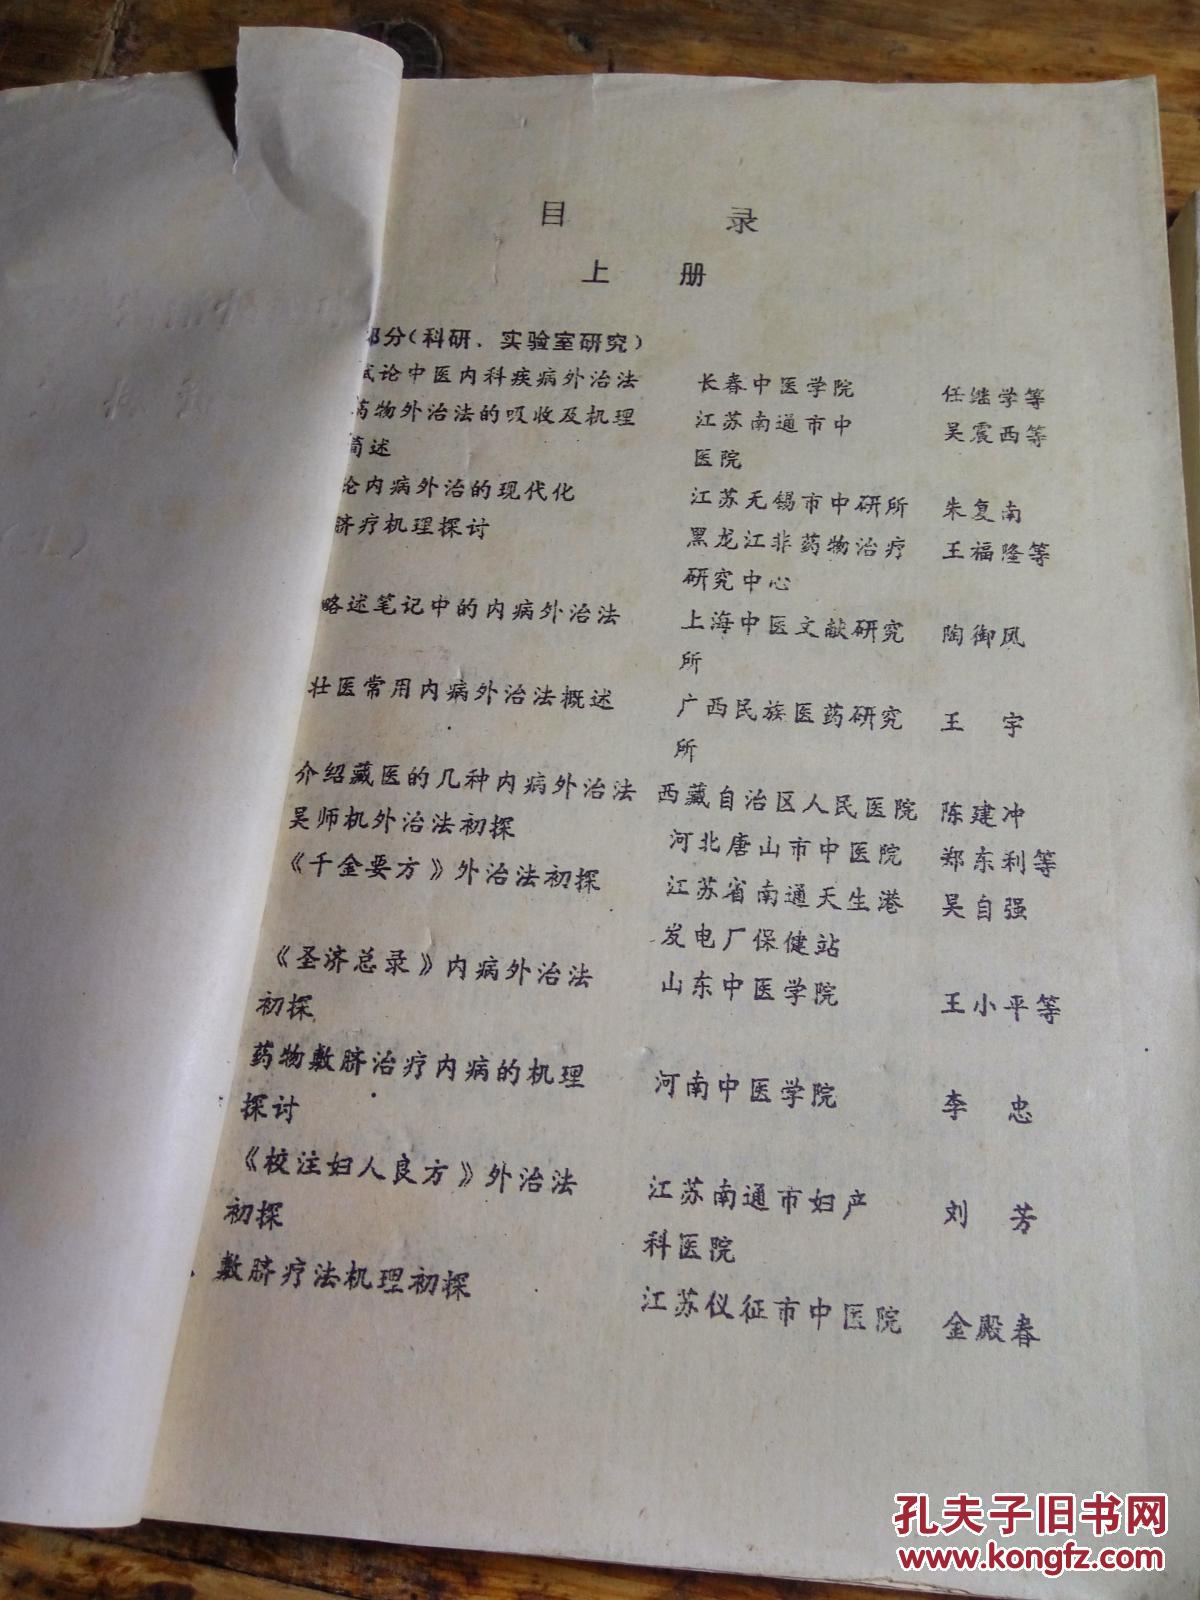 目 录
上 册
部分(科研、实验室研究)
试论中医内科疾病外治法 长春中医学院 任继学等
药物外治法的吸收及机理 江苏南通市中 吴震西等
简述 医院
论内病外治的现代化 江苏无锡市中研所 朱复南
脐疗机理探讨 黑龙江非药物治疗 王福隆等
研究中心
略述笔记中的内病外治法 上海中医文献研究 陶御风
所
壮医常用内病外治法概述 广西民族医药研究 王 宇
所
介绍藏医的几种内病外治法 西藏自治区人民医院 陈建冲
吴师机外治法初探 河北唐山市中医院 郑东利等
《千金要方》外治法初探 江苏省南通天生港 吴自强
发电厂保健站
《圣济总录》内病外治法 山东中医学院 王小平等
初探
药物敷脐治疗内病的机理 河南中医学院 李 忠
探讨
《校注妇人良方》外治法 江苏南通市妇产 刘 芳
初探 科医院
、敷脐疗法机理初探 江苏仪征市中医院 金殿春
孔夫子旧书网
www.kongfz.com